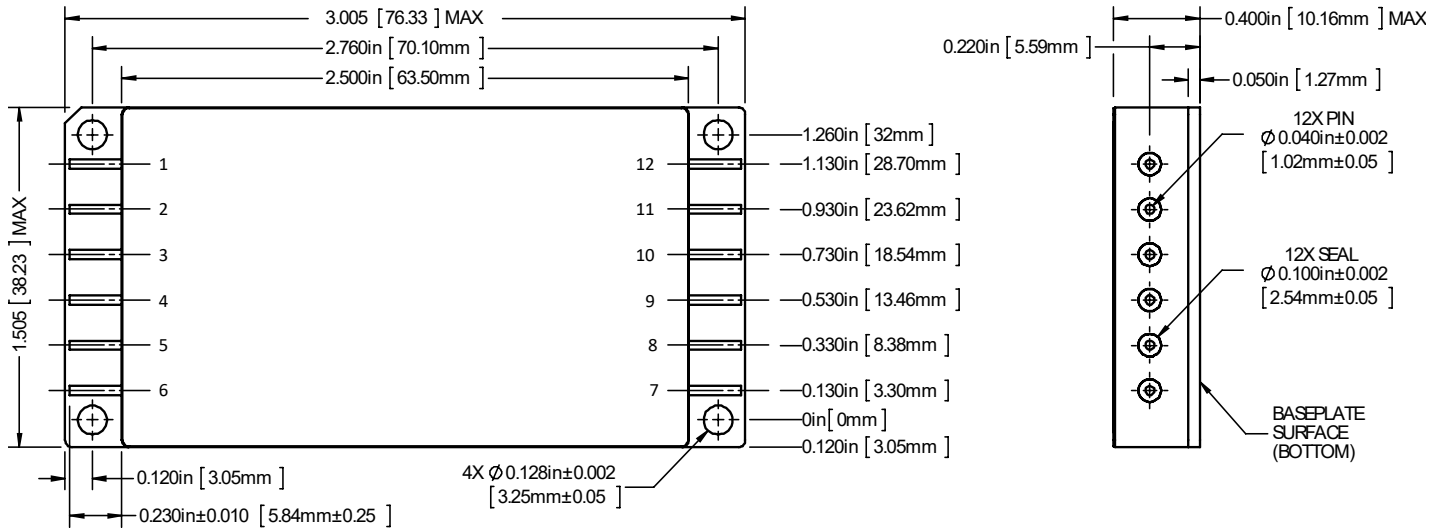 3.005 [76.33] MAX
2.760in [70.10mm]
2.500in [63.50mm]
1.505 [38.23] MAX
1
2
3
4
5
6
12
11
10
9
8
7
1.260in [32mm]
1.130in [28.70mm]
0.930in [23.62mm]
0.730in [18.54mm]
0.530in [13.46mm]
0.330in [8.38mm]
0.130in [3.30mm]
0in[0mm]
0.120in [3.05mm]
0.120in [3.05mm]
0.230in±0.010 [5.84mm±0.25]
4X Ø0.128in±0.002
[3.25mm±0.05]
0.400in [10.16mm] MAX
0.220in [5.59mm]
0.050in [1.27mm]
12X PIN
Ø0.040in±0.002
[1.02mm±0.05]
12X SEAL
Ø0.100in±0.002
[2.54mm±0.05]
BASEPLATE
SURFACE
(BOTTOM)